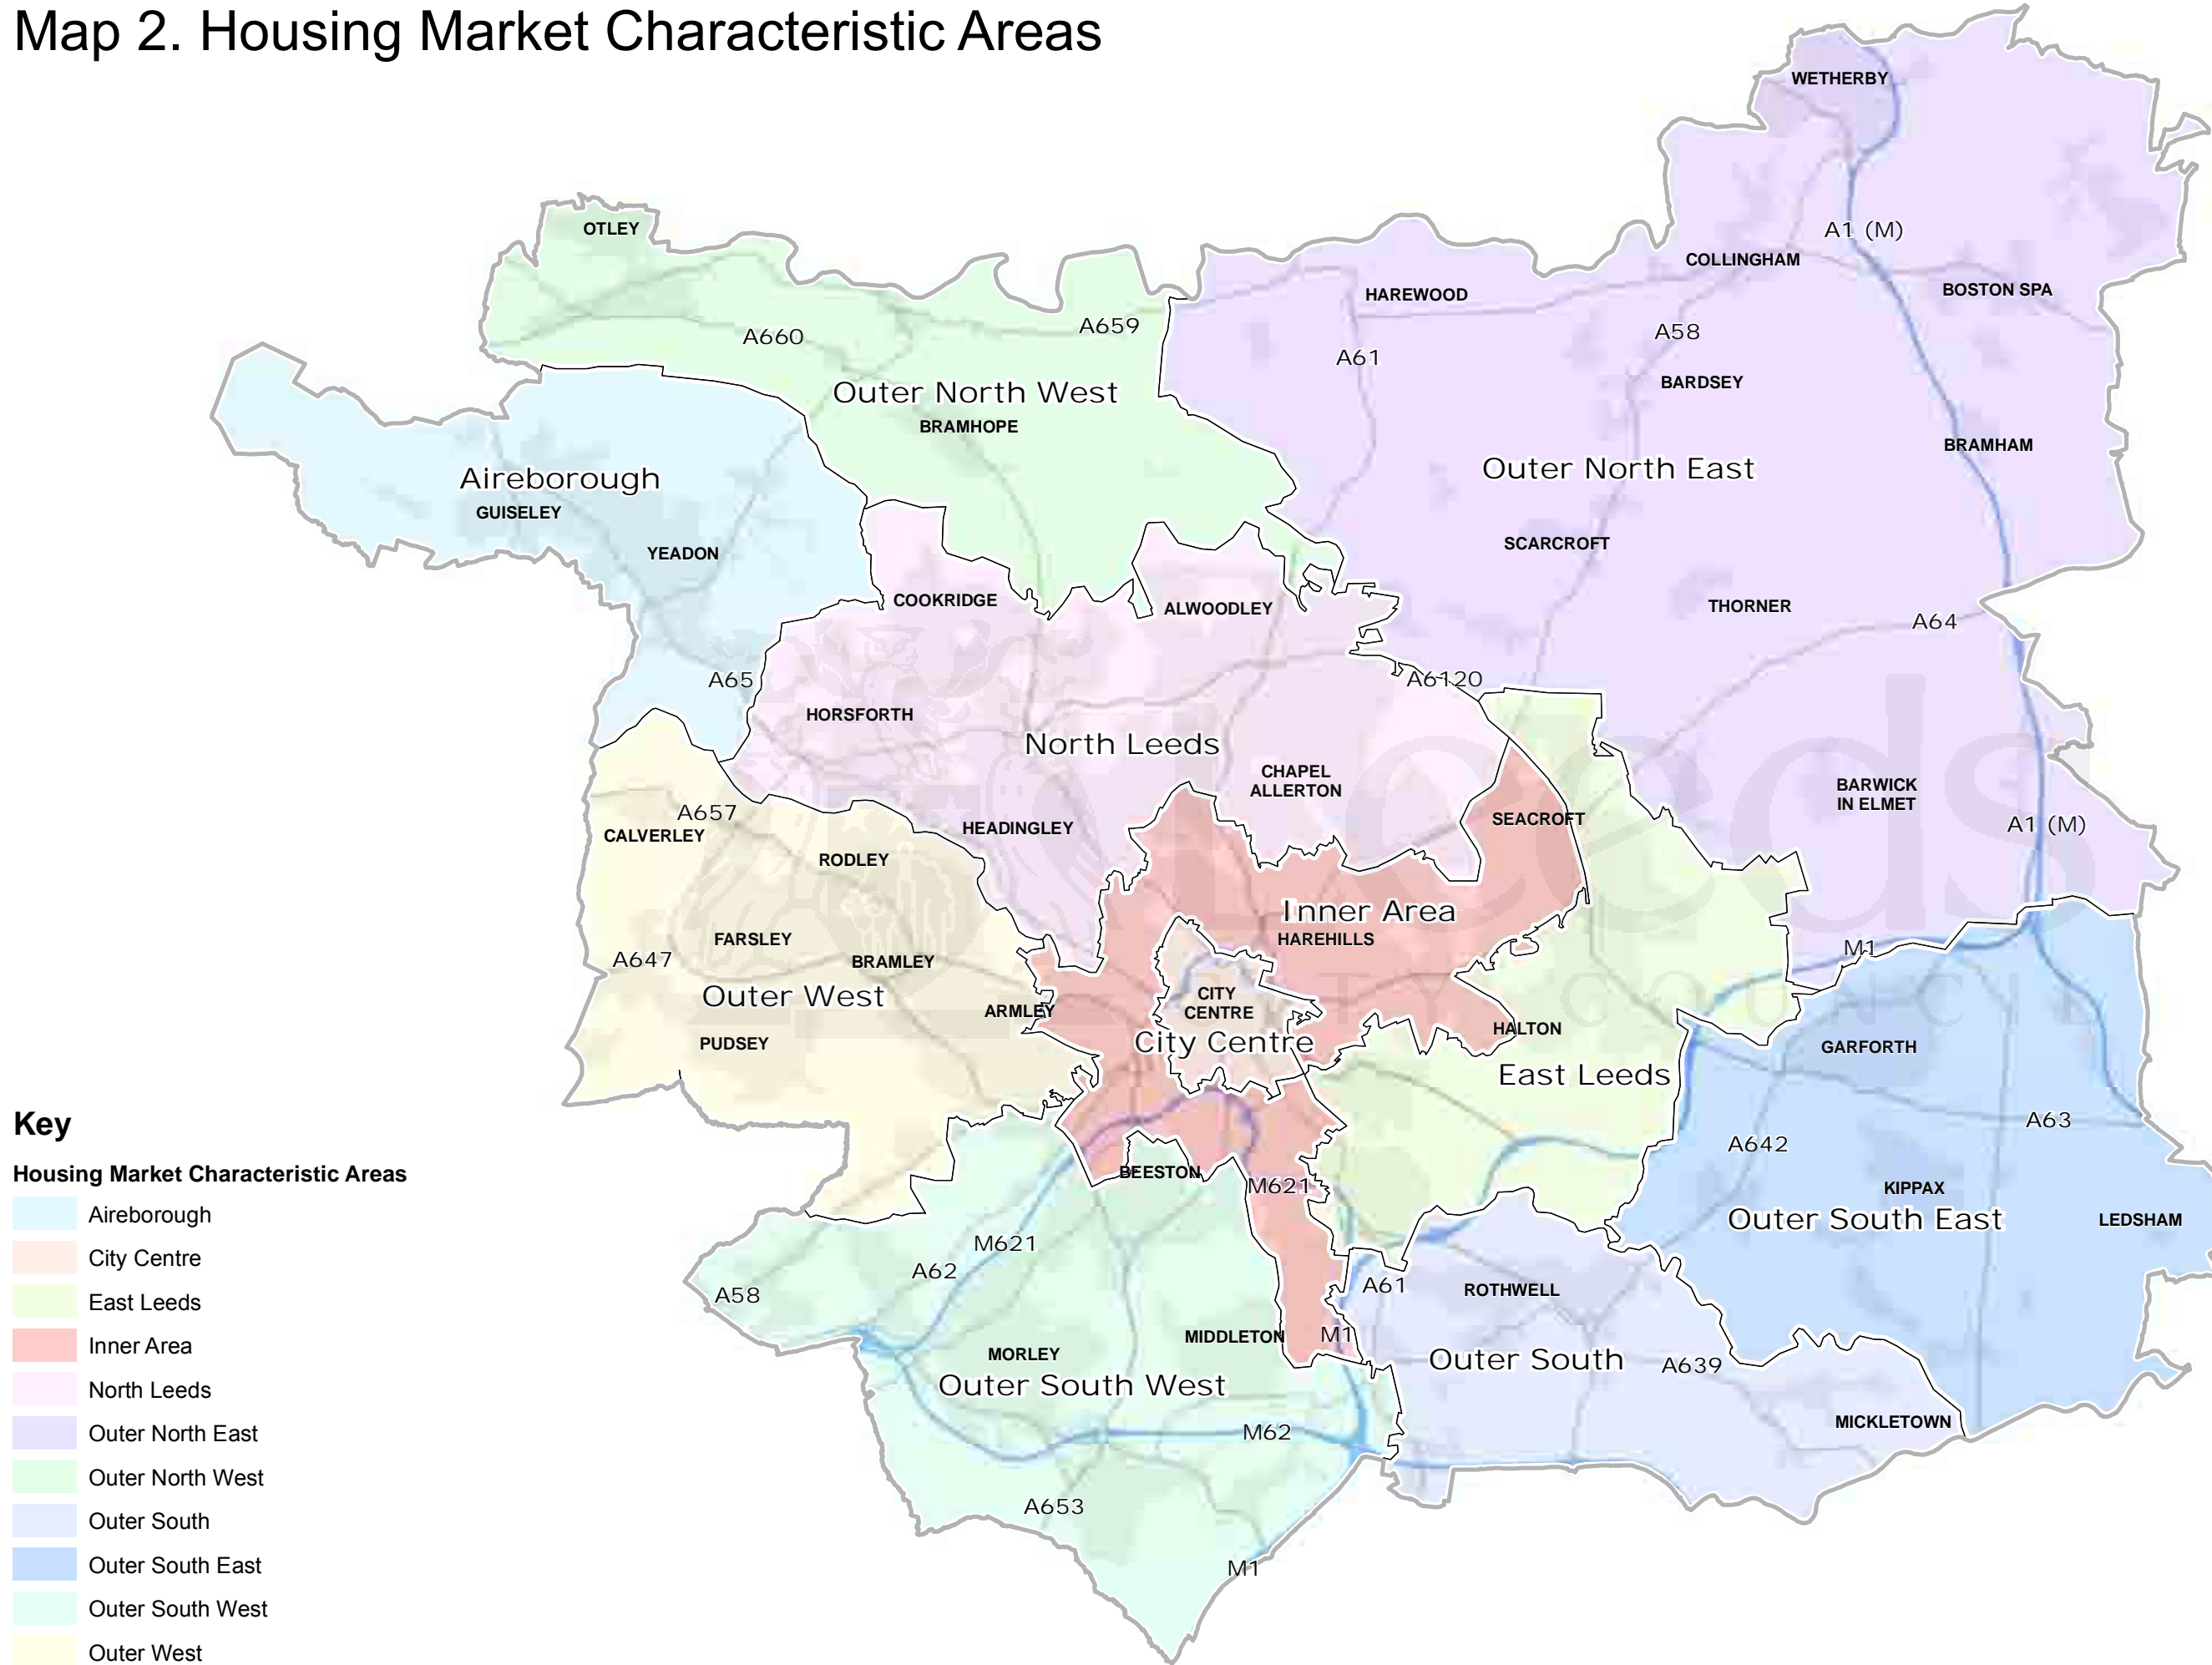 Map 2. Housing Market Characteristic Areas
WETHERBY
OTLEY
A1 (M)
COLLINGHAM
BOSTON SPA
HAREWOOD
A659
A58
A660
A61
BARDSEY
Outer North West
BRAMHOPE
BRAMHAM
Outer North East
Aireborough
GUISELEY
SCARCROFT
YEADON
COOKRIDGE
ALWOODLEY
THORNER
A64
A65
A6120
HORSFORTH
North Leeds
CHAPEL
ALLERTON
BARWICK
IN ELMET
A657
CALVERLEY
HEADINGLEY
SEACROFT
A1 (M)
RODLEY
Leeds
Inner Area
HAREHILLS
FARSLEY
M1
A647
BRAMLEY
Outer West
CITY
CENTRE
CITY COUNCIL
ARMLEY
HALTON
City Centre
PUDSEY
GARFORTH
East Leeds
A63
A642
BEESTON
M621
KIPPAX
Outer South East
LEDSHAM
M621
A62
A58
A61
ROTHWELL
MIDDLETON
M1
MORLEY
Outer South
A639
Outer South West
MICKLETOWN
M62
A653
M1
Key
Housing Market Characteristic Areas
Aireborough
City Centre
East Leeds
Inner Area
North Leeds
Outer North East
Outer North West
Outer South
Outer South East
Outer South West
Outer West